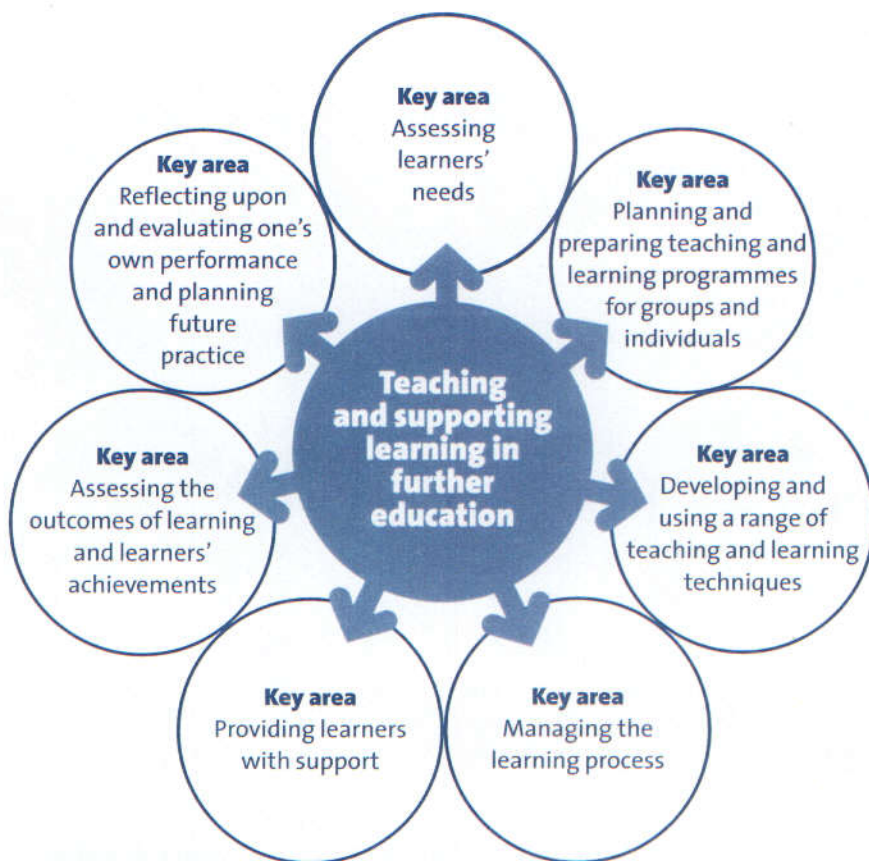 Key area
Assessing
learners'
needs
Key area
Planning and
preparing teaching and
learning programmes
for groups and
individuals
Key area
Developing and
using a range of
teaching and learning
techniques
Key area
Managing the
learning process
Key area
Providing learners
with support
Key area
Assessing the
outcomes of learning
and learners'
achievements
Key area
Reflecting upon
and evaluating one's
own performance
and planning
future
practice
Teaching
and supporting
learning in
further
education